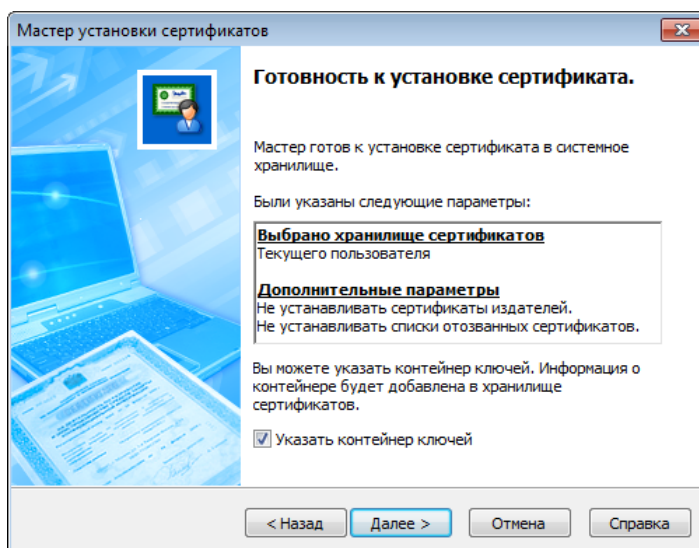 Мастер установки сертификатов
Готовность к установке сертификата.
Мастер готов к установке сертификата в системное
хранилище.
Были указаны следующие параметры:
Выбрано хранилище сертификатов
Текущего пользователя
Дополнительные параметры
Не устанавливать сертификаты издателей.
Не устанавливать списки отозванных сертификатов.
Вы можете указать контейнер ключей. Информация о
контейнере будет добавлена в хранилище
сертификатов.
Указать контейнер ключей
< Назад
Далее >
Отмена
Справка